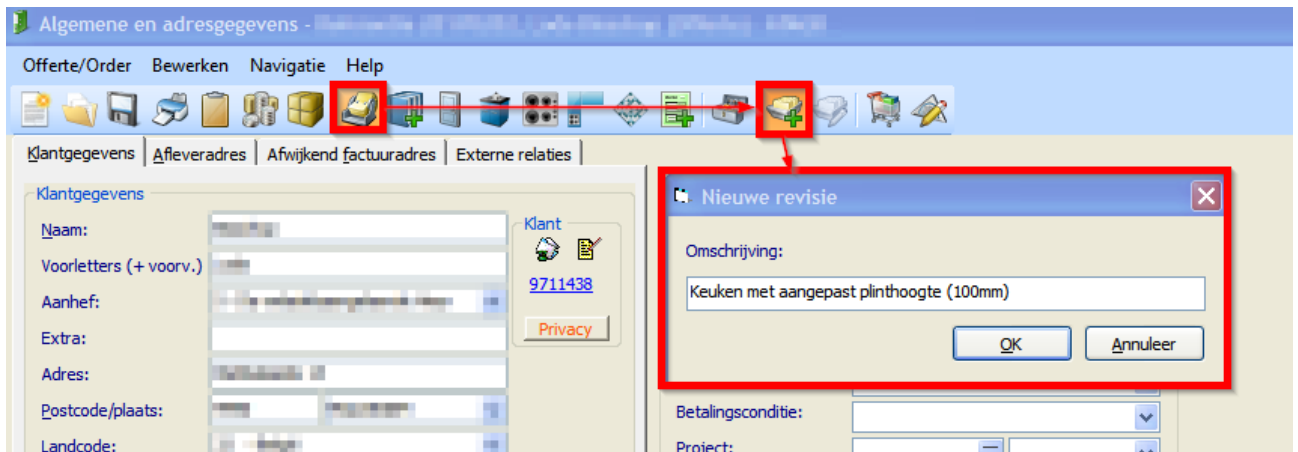 Algemene en adresgegevens -
Offerte/Order Bewerken Navigatie Help
Klantgegevens Afleveradres Afwijkend factuuradres Externe relaties
Klantgegevens
Naam:
Voorletters (+ voorv.)
Aanhef:
Extra:
Adres:
Postcode/plaats:
Landcode:
Klant
9711438
Privacy
Nieuwe revisie
Omschrijving:
Keuken met aangepast plinthoogte (100mm)
OK Annuleer
Betalingsconditie:
Project: